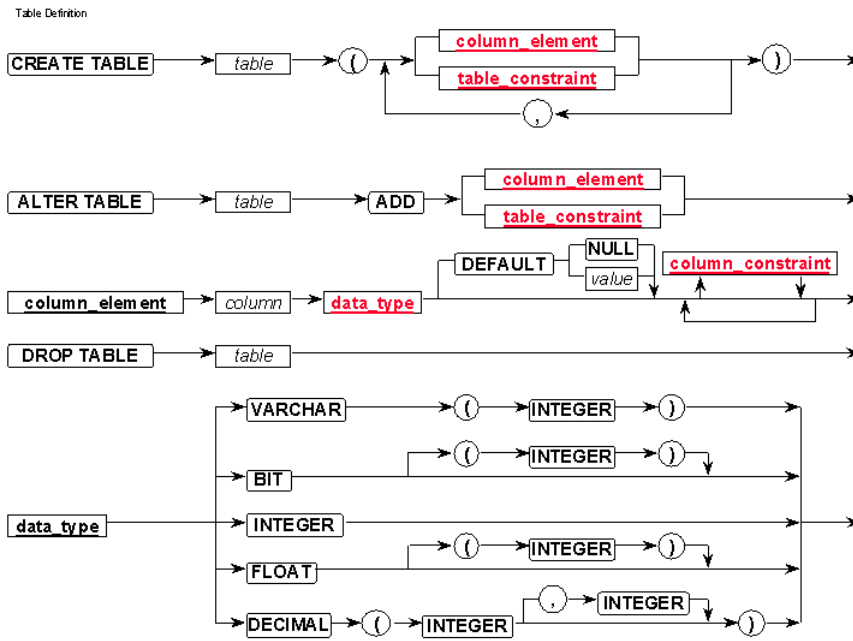 Table Definition
column_element
CREATE TABLE table ( )
table_constraint
,
column_element
ALTER TABLE table ADD
table_constraint
NULL
DEFAULT column_constraint
value
column_element column data_type
DROP TABLE table
VARCHAR ( INTEGER )
( INTEGER )
BIT
data_type INTEGER
( INTEGER )
FLOAT
, INTEGER
DECIMAL ( INTEGER )